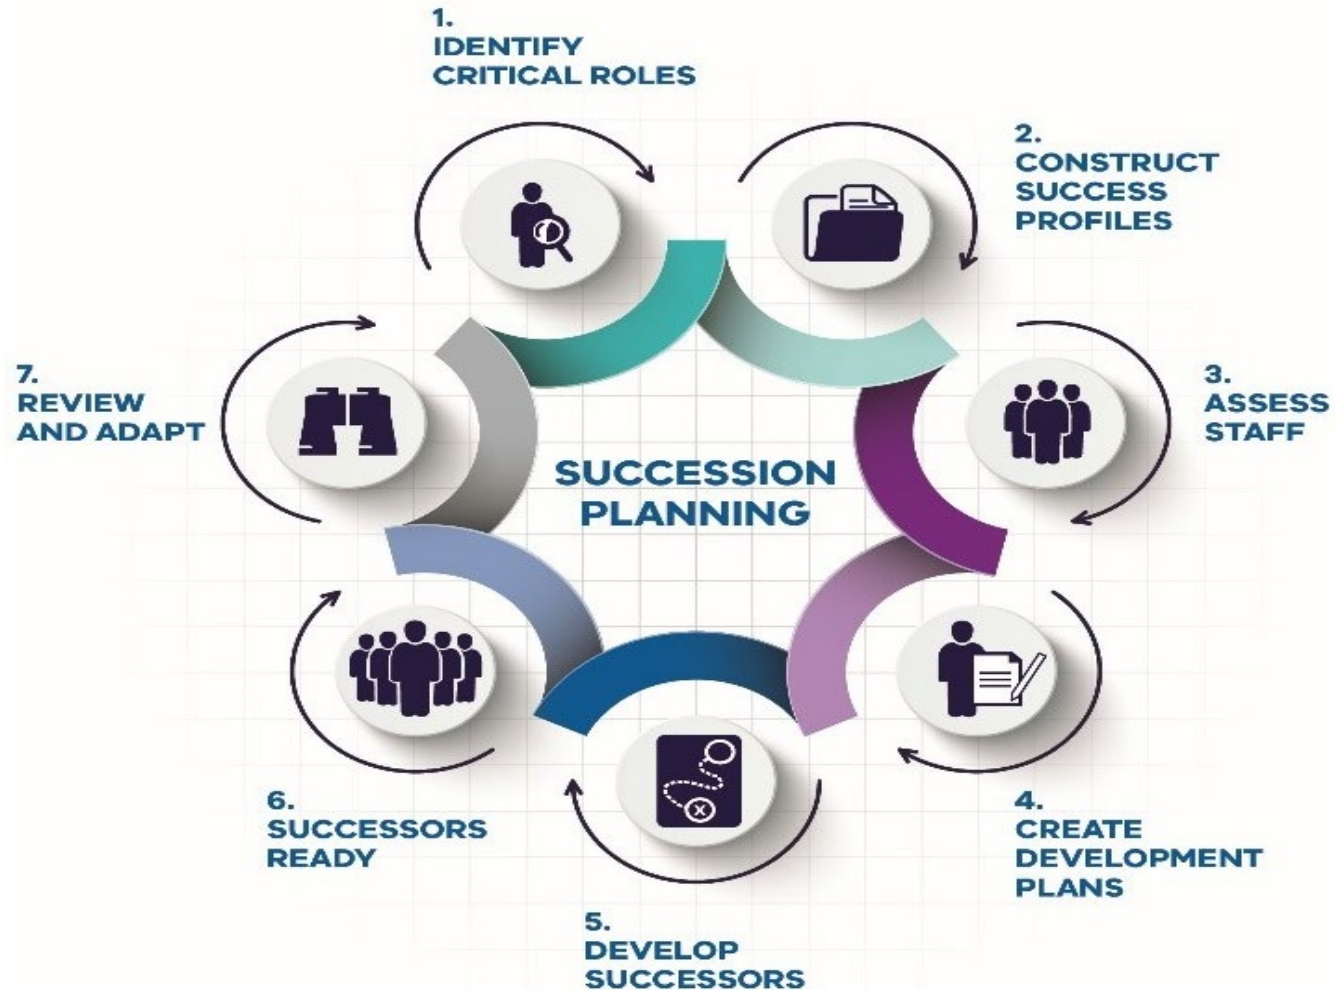 1.
IDENTIFY
CRITICAL ROLES
2.
CONSTRUCT
SUCCESS
PROFILES
3.
ASSESS
STAFF
4.
CREATE
DEVELOPMENT
PLANS
5.
DEVELOP
SUCCESSORS
6.
SUCCESSORS
READY
7.
REVIEW
AND ADAPT
SUCCESSION
PLANNING
X